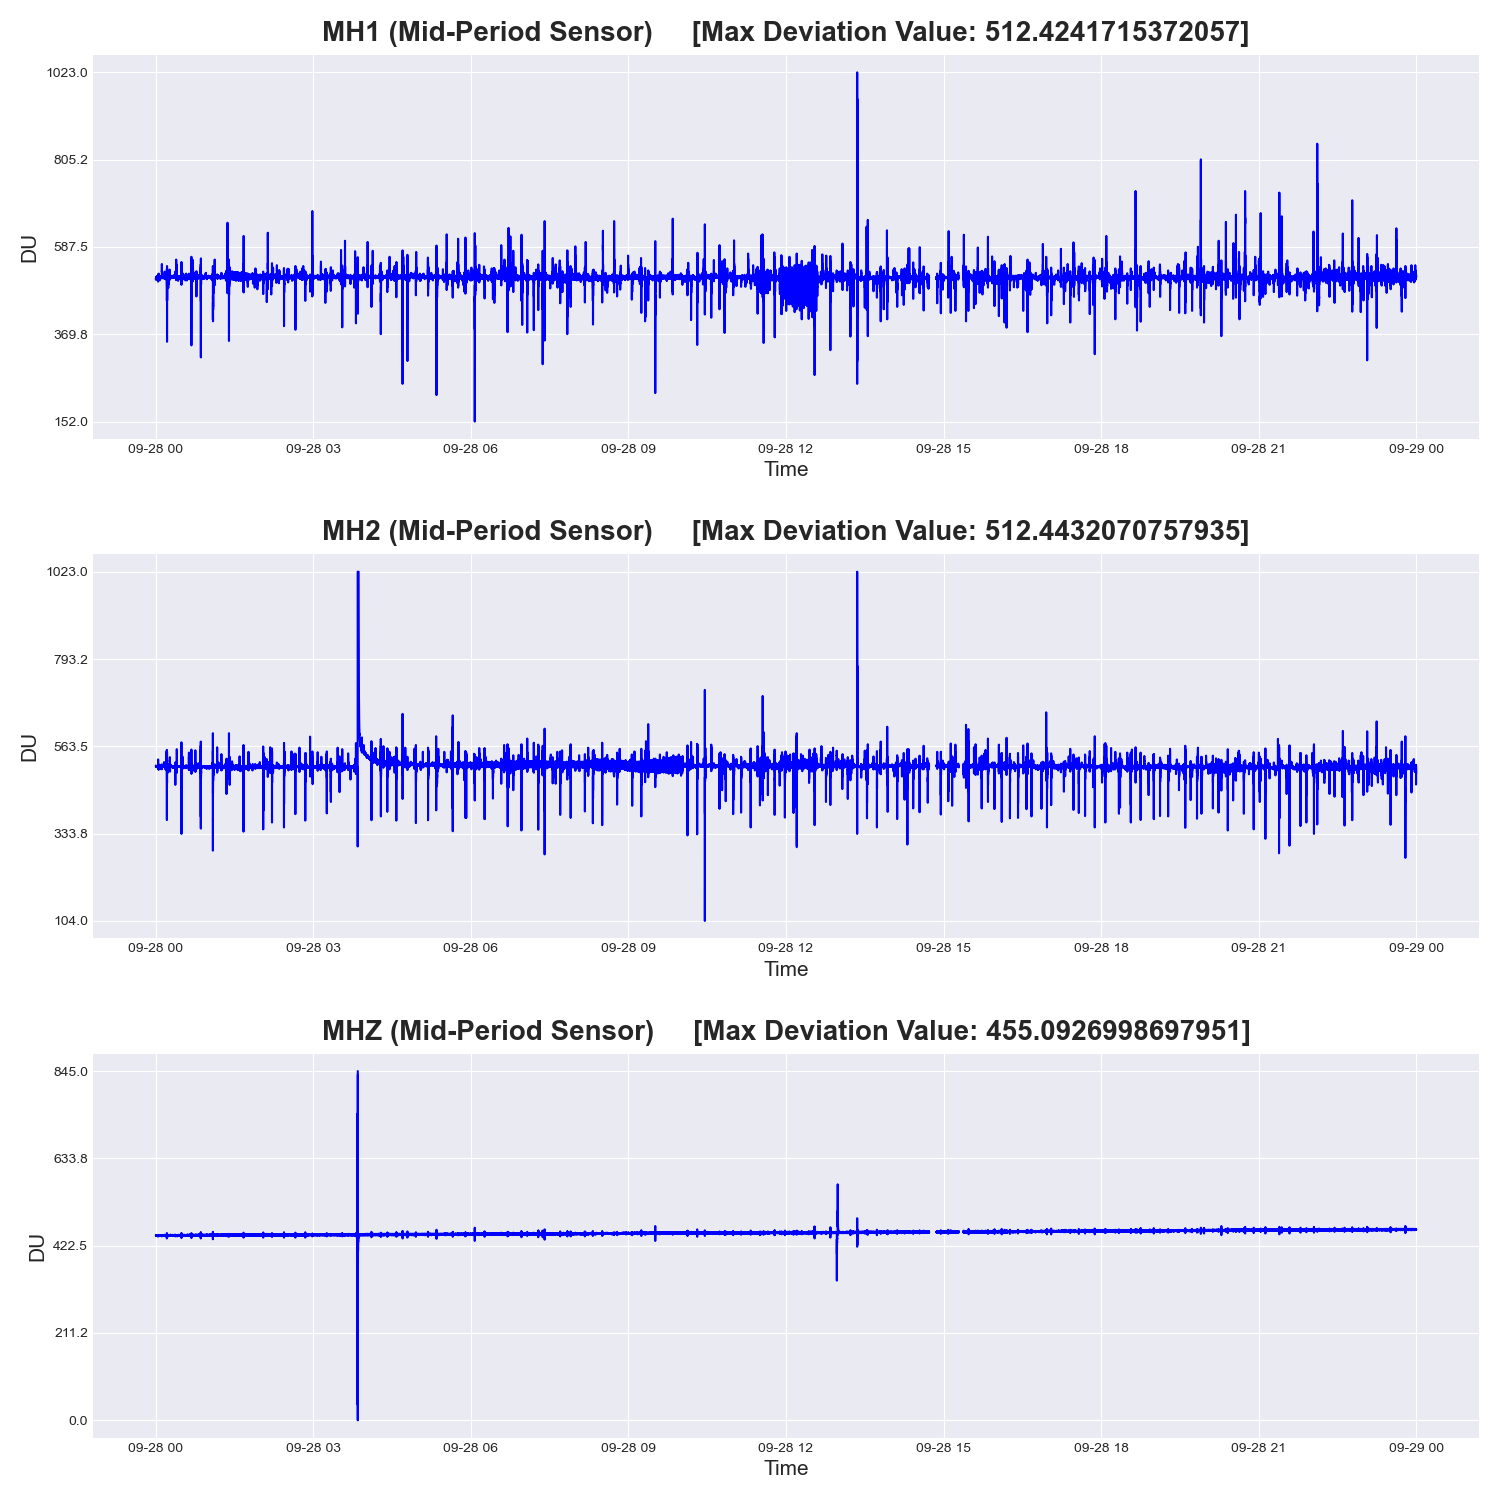 MH1 (Mid-Period Sensor) [Max Deviation Value: 512.4241715372057]
1023.0
805.2
587.5
369.8
152.0
DU
09-28 00 09-28 03 09-28 06 09-28 09 09-28 12 09-28 15 09-28 18 09-28 21 09-29 00
Time
MH2 (Mid-Period Sensor) [Max Deviation Value: 512.4432070757935]
1023.0
793.2
563.5
333.8
104.0
DU
09-28 00 09-28 03 09-28 06 09-28 09 09-28 12 09-28 15 09-28 18 09-28 21 09-29 00
Time
MHZ (Mid-Period Sensor) [Max Deviation Value: 455.0926998697951]
845.0
633.8
422.5
211.2
0.0
DU
09-28 00 09-28 03 09-28 06 09-28 09 09-28 12 09-28 15 09-28 18 09-28 21 09-29 00
Time